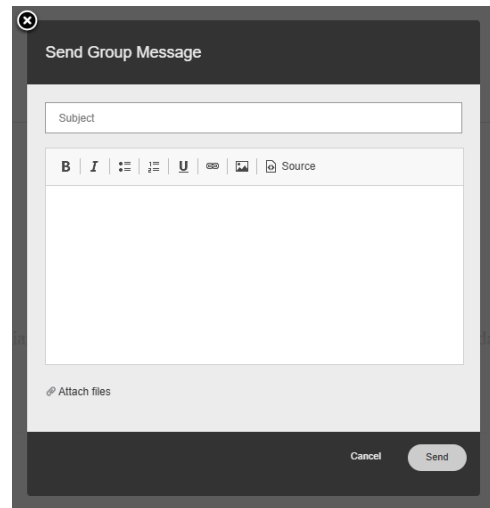 Send Group Message
Subject
B I U Source
Attach files
Cancel Send